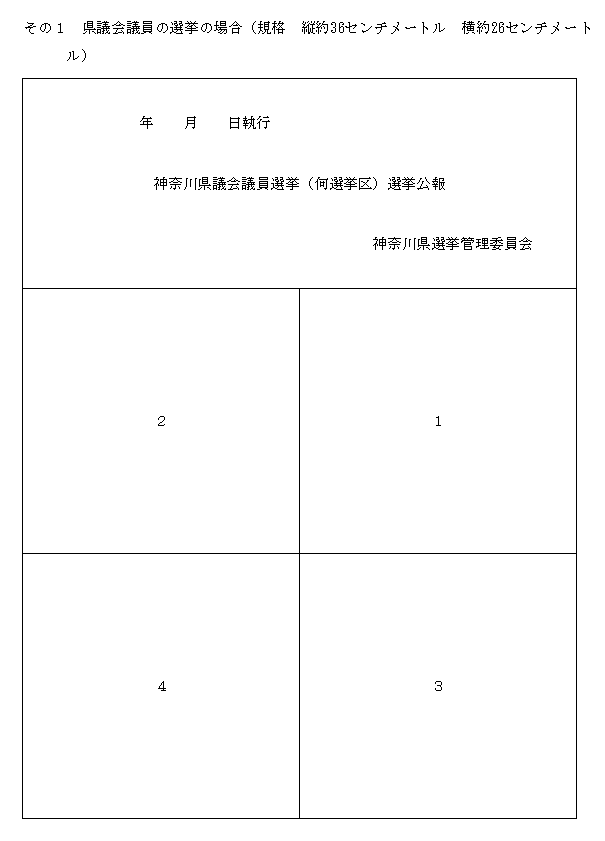 その１　県議会議員の選挙の場合（規格　縦約36センチメートル　横約26センチメート
ル）
年　　月　　日執行
神奈川県議会議員選挙（何選挙区）選挙公報
神奈川県選挙管理委員会
２　１
４　３